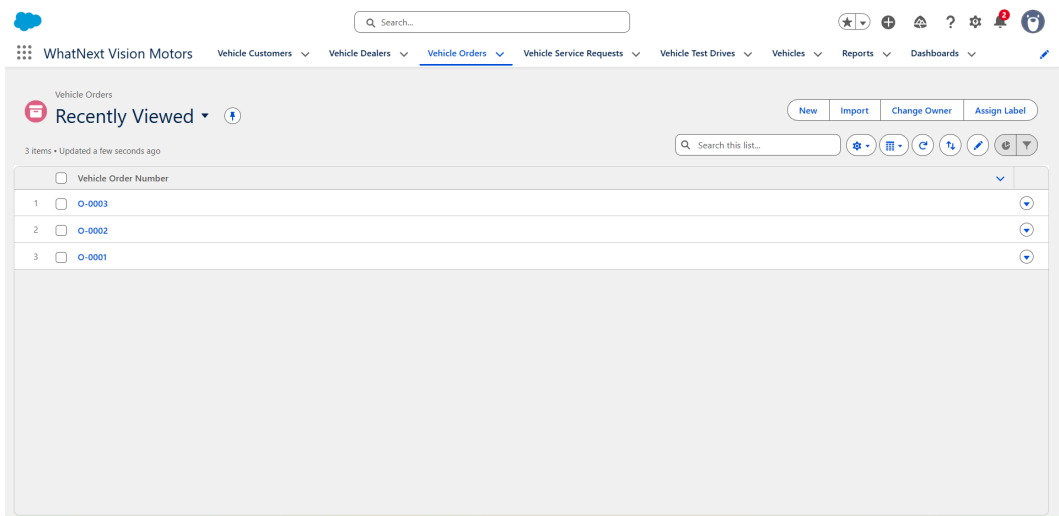 Search...
2
WhatNext Vision Motors Vehicle Customers Vehicle Dealers Vehicle Orders Vehicle Service Requests Vehicle Test Drives Vehicles Reports Dashboards
Vehicle Orders
Recently Viewed
New Import Change Owner Assign Label
3 items • Updated a few seconds ago
Search this list...
Vehicle Order Number
1 O-0003
2 O-0002
3 O-0001